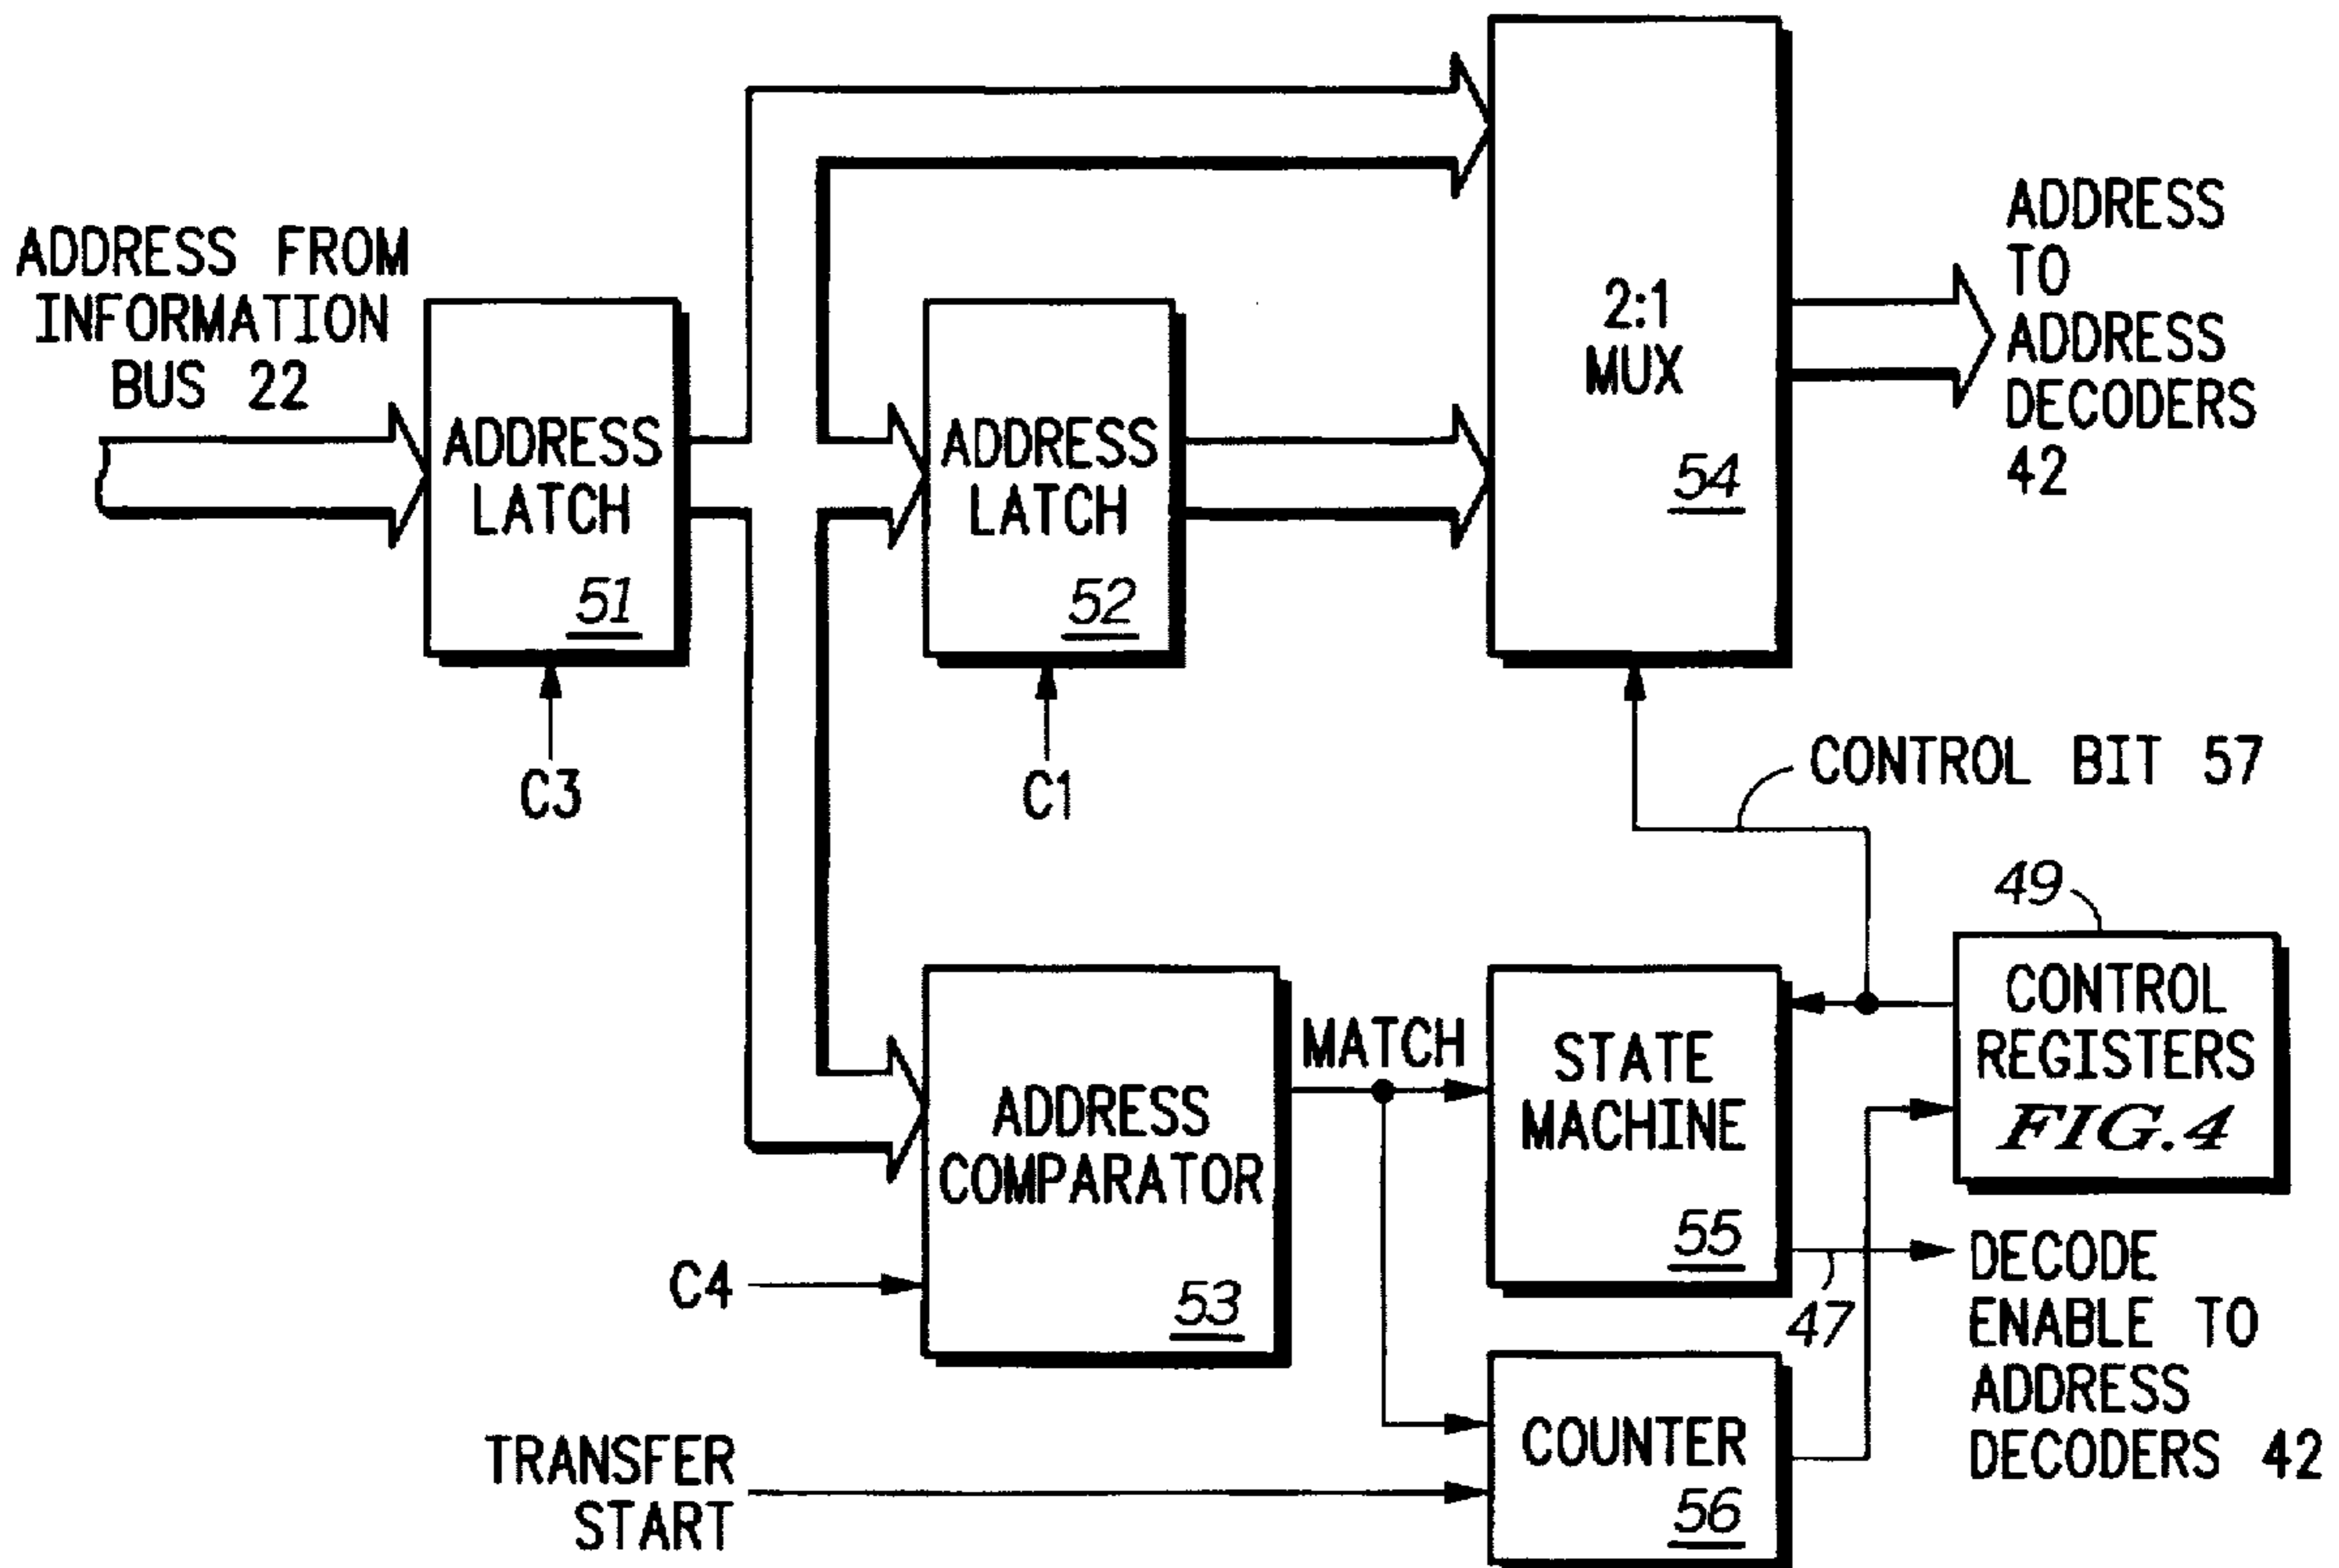 ADDRESS FROM
INFORMATION
BUS 22
ADDRESS
LATCH
51
C3
ADDRESS
LATCH
52
C1
2:1
MUX
54
ADDRESS
TO
ADDRESS
DECODERS
42
CONTROL BIT 57
49
CONTROL
REGISTERS
FIG.4
ADDRESS
COMPARATOR
53
C4
MATCH
STATE
MACHINE
55
47
DECODE
ENABLE TO
ADDRESS
DECODERS 42
TRANSFER
START
COUNTER
56